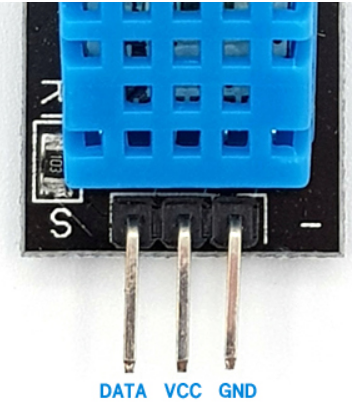 R
103
S
–
DATA VCC GND